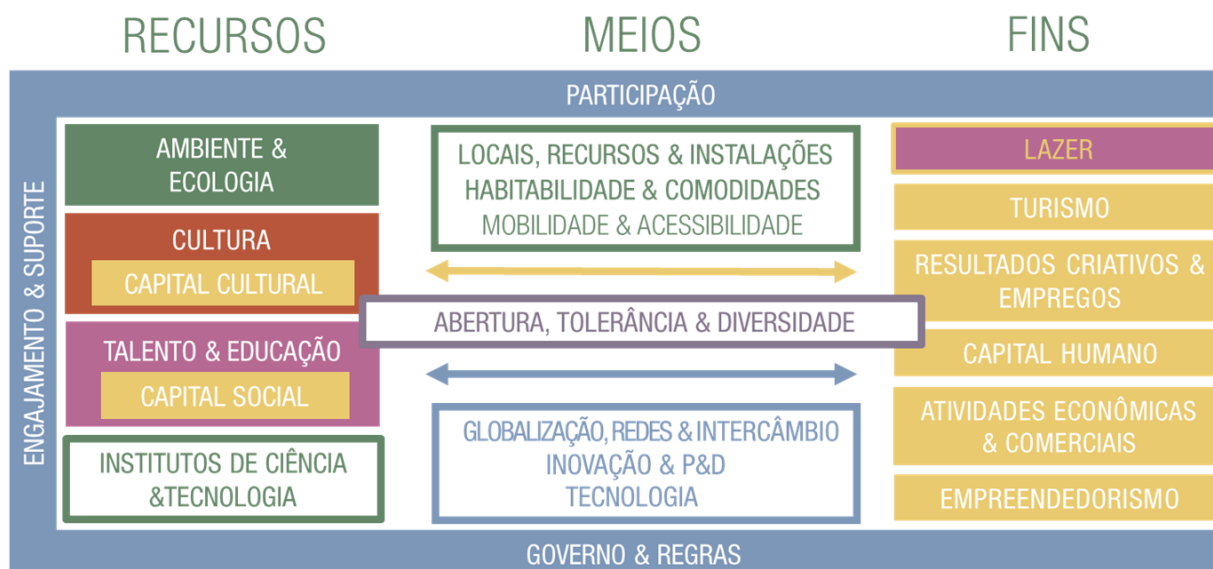 RECURSOS
MEIOS
FINS
PARTICIPAÇÃO
ENGAJAMENTO & SUPORTE
AMBIENTE &
ECOLOGIA
CULTURA
CAPITAL CULTURAL
TALENTO & EDUCAÇÃO
CAPITAL SOCIAL
INSTITUTOS DE CIÊNCIA
&TECNOLOGIA
LOCAIS, RECURSOS & INSTALAÇÕES
HABITABILIDADE & COMODIDADES
MOBILIDADE & ACESSIBILIDADE
ABERTURA, TOLERÂNCIA & DIVERSIDADE
GLOBALIZAÇÃO, REDES & INTERCÂMBIO
INOVAÇÃO & P&D
TECNOLOGIA
LAZER
TURISMO
RESULTADOS CRIATIVOS &
EMPREGOS
CAPITAL HUMANO
ATIVIDADES ECONÔMICAS
& COMERCIAIS
EMPREENDEDORISMO
GOVERNO & REGRAS